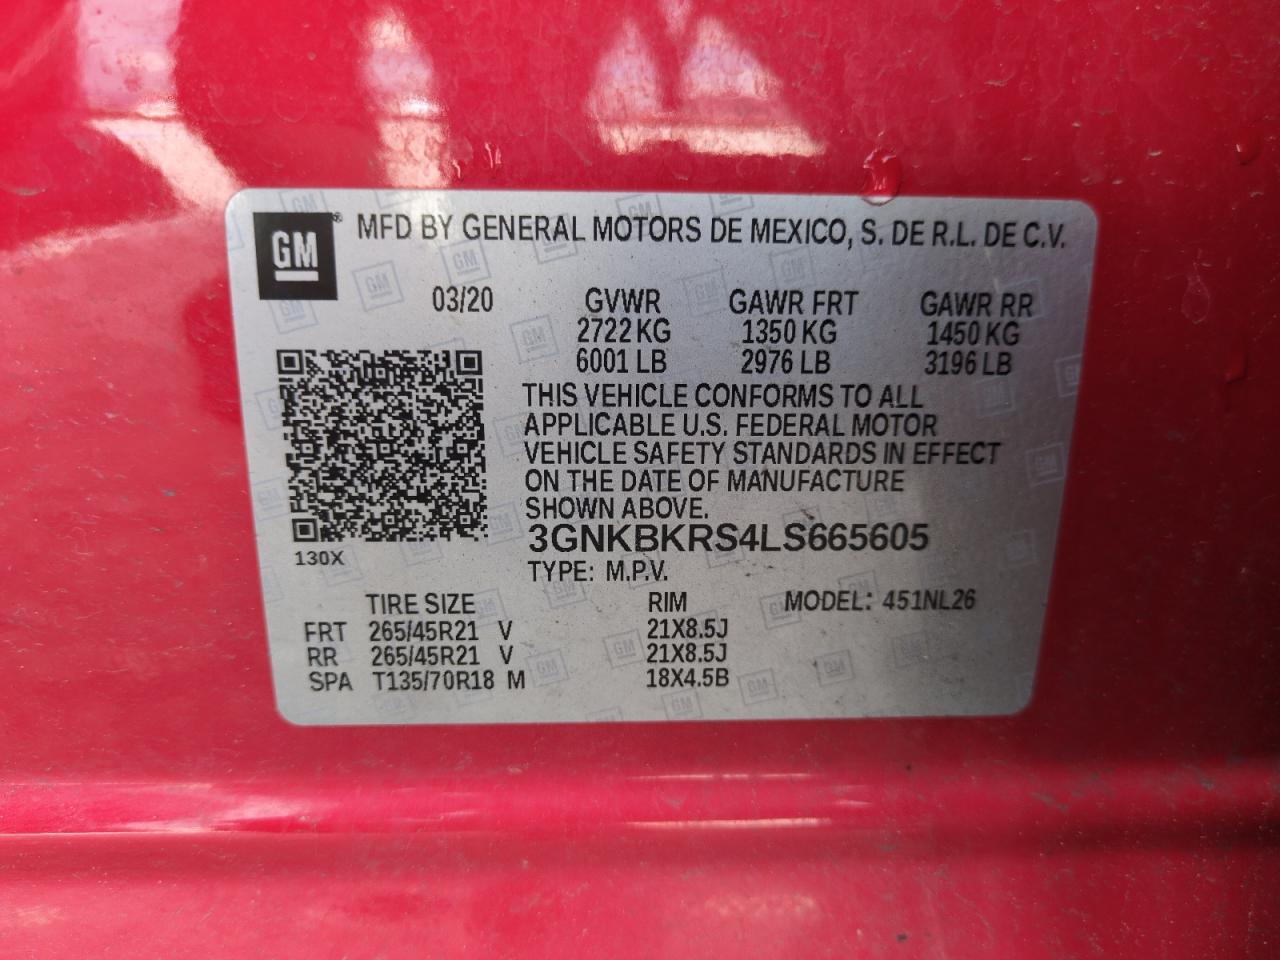 GM® MFD BY GENERAL MOTORS DE MEXICO, S. DE R.L. DE C.V.
03/20 GVWR GAWR FRT GAWR RR
2722 KG 1350 KG 1450 KG
6001 LB 2976 LB 3196 LB
THIS VEHICLE CONFORMS TO ALL
APPLICABLE U.S. FEDERAL MOTOR
VEHICLE SAFETY STANDARDS IN EFFECT
ON THE DATE OF MANUFACTURE
SHOWN ABOVE.
3GNKBKRS4LS665605
130X
TYPE: M.P.V.
TIRE SIZE RIM MODEL: 451NL26
FRT 265/45R21 V 21X8.5J
RR 265/45R21 V 21X8.5J
SPA T135/70R18 M 18X4.5B